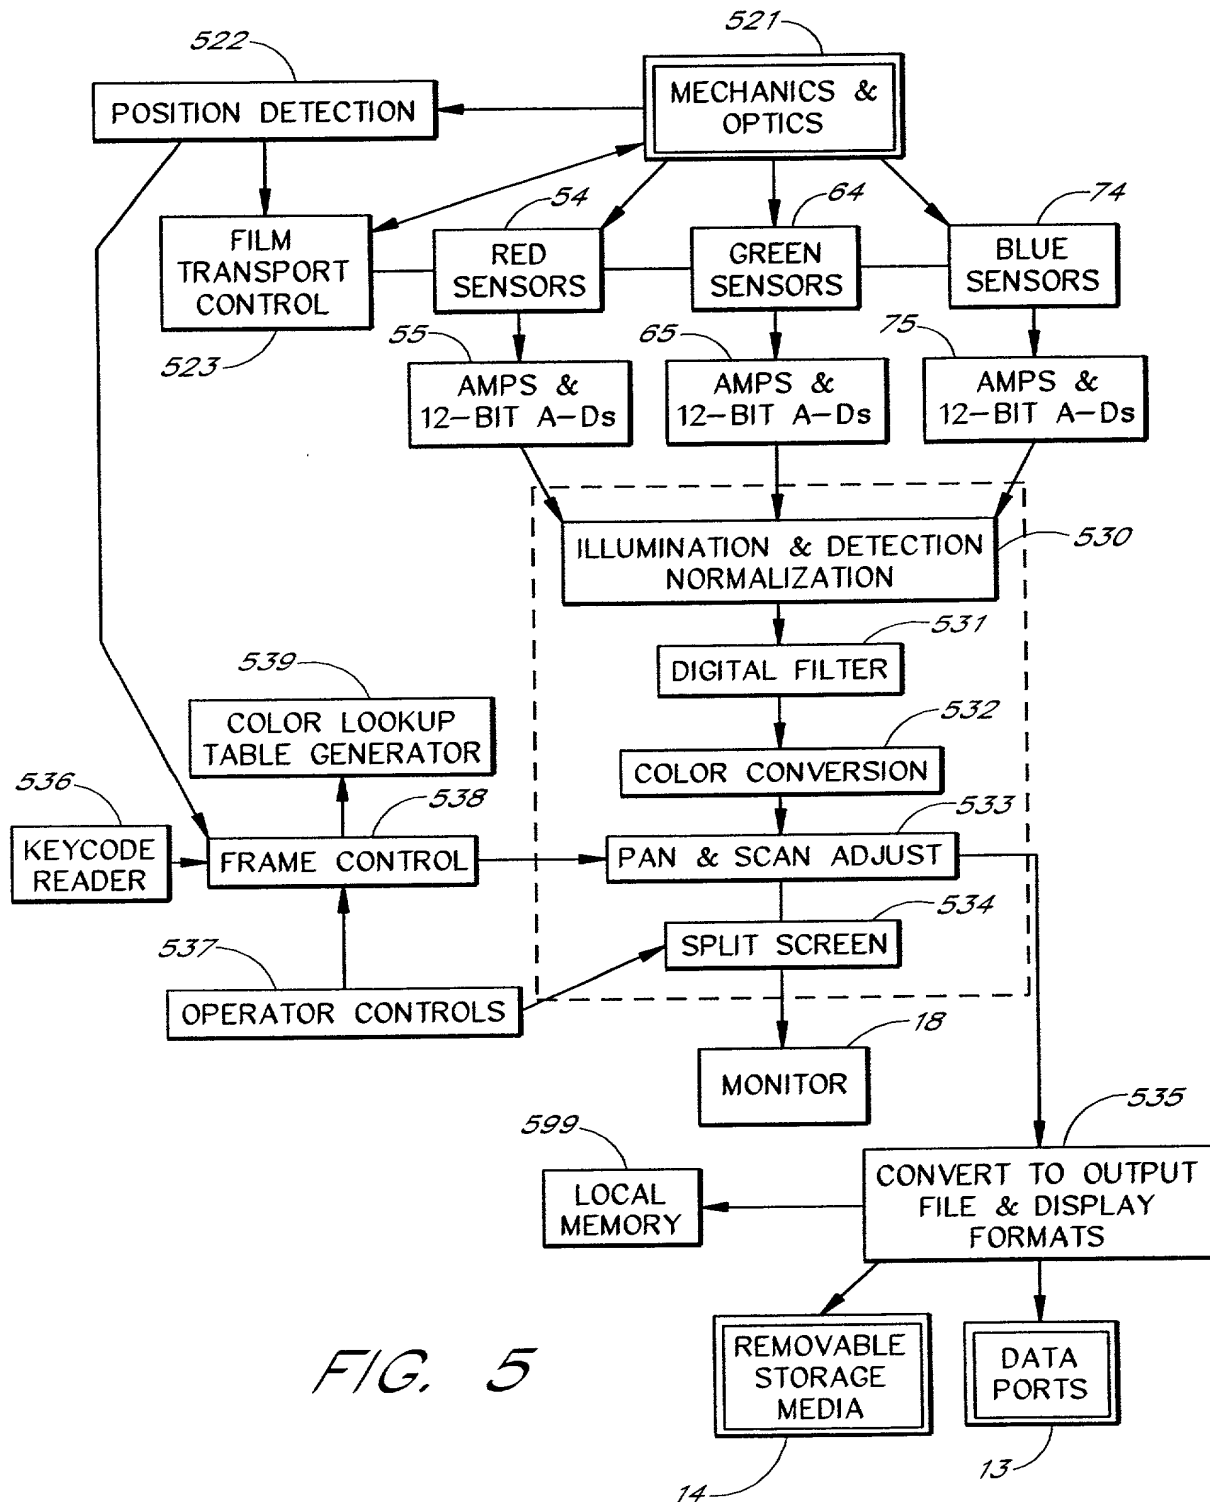 521
522
MECHANICS &
OPTICS
POSITION DETECTION
54
64
74
FILM
TRANSPORT
CONTROL
RED
SENSORS
GREEN
SENSORS
BLUE
SENSORS
523
55
65
75
AMPS &
12-BIT A-Ds
AMPS &
12-BIT A-Ds
AMPS &
12-BIT A-Ds
ILLUMINATION & DETECTION
NORMALIZATION
530
531
DIGITAL FILTER
539
COLOR LOOKUP
TABLE GENERATOR
532
COLOR CONVERSION
536
538
533
KEYCODE
READER
FRAME CONTROL
PAN & SCAN ADJUST
534
SPLIT SCREEN
537
OPERATOR CONTROLS
18
MONITOR
535
599
LOCAL
MEMORY
CONVERT TO OUTPUT
FILE & DISPLAY
FORMATS
REMOVABLE
STORAGE
MEDIA
DATA
PORTS
FIG. 5
14
13